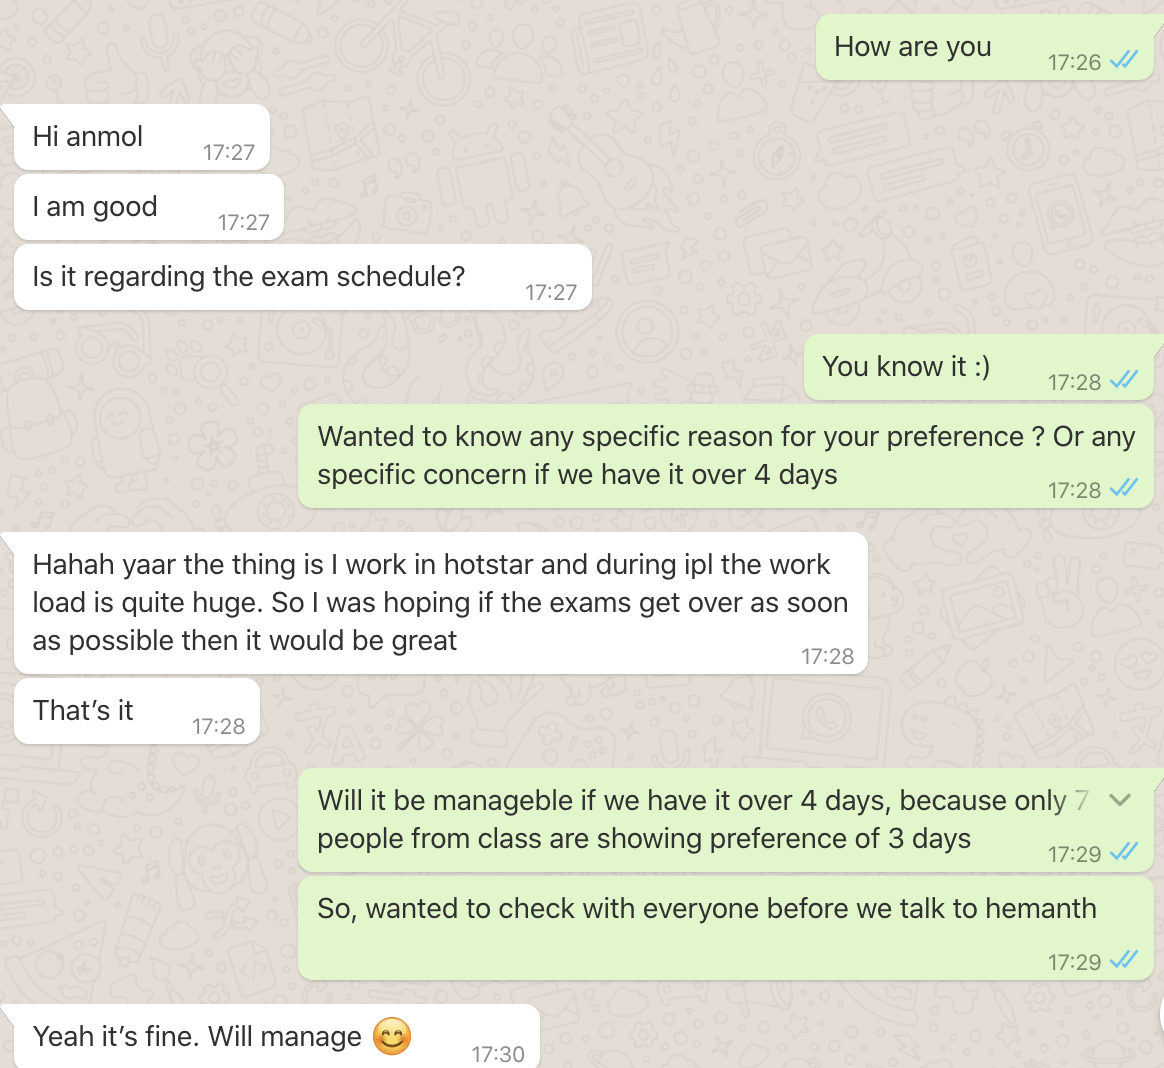 How are you
17:26
Hi anmol
17:27
I am good
17:27
Is it regarding the exam schedule?
17:27
You know it :)
17:28
Wanted to know any specific reason for your preference ? Or any
specific concern if we have it over 4 days
17:28
Hahah yaar the thing is I work in hotstar and during ipl the work
load is quite huge. So I was hoping if the exams get over as soon
as possible then it would be great
17:28
That's it
17:28
Will it be manageble if we have it over 4 days, because only 7
people from class are showing preference of 3 days
17:29
So, wanted to check with everyone before we talk to hemanth
17:29
Yeah it's fine. Will manage 😊
17:30